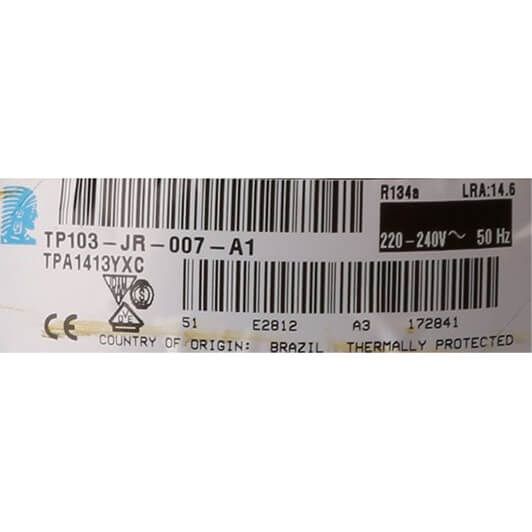 R134a LRA:14.6
TP103-JR-007-A1
220-240V~ 50 Hz
TPA1413YXC
51 E2812 A3 172841
CE
COUNTRY OF ORIGIN: BRAZIL THERMALLY PROTECTED